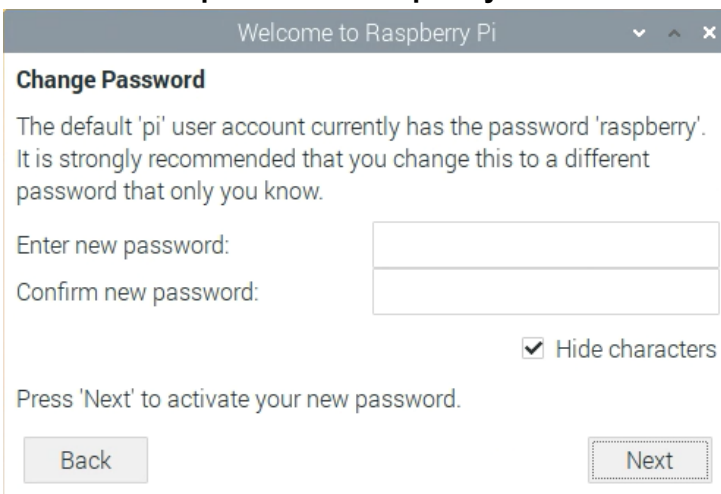 Welcome to Raspberry Pi
Change Password
The default 'pi' user account currently has the password 'raspberry'.
It is strongly recommended that you change this to a different
password that only you know.
Enter new password:
Confirm new password:
Hide characters
Press 'Next' to activate your new password.
Back
Next